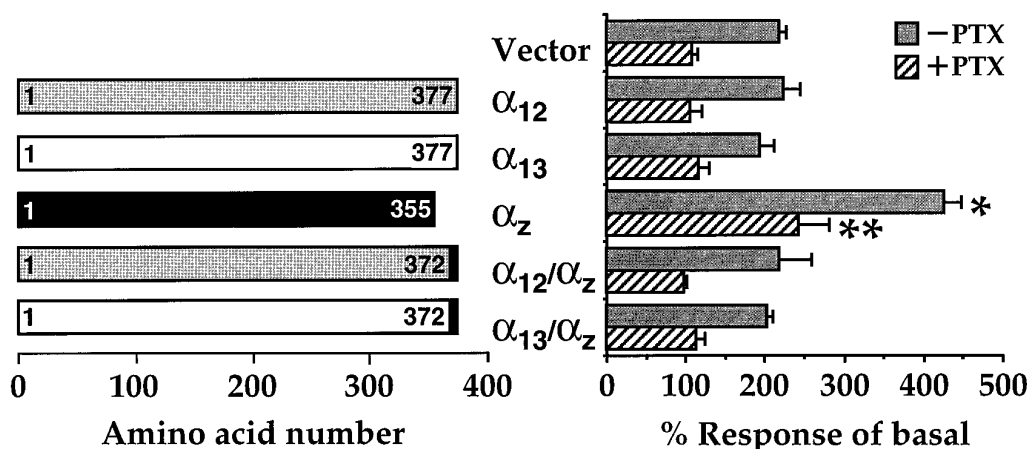 Vector
−PTX
+PTX
1 377 α12
1 377 α13
1 355 αz *
**
1 372 α12/αz
1 372 α13/αz
0 100 200 300 400
0 100 200 300 400 500
Amino acid number
% Response of basal